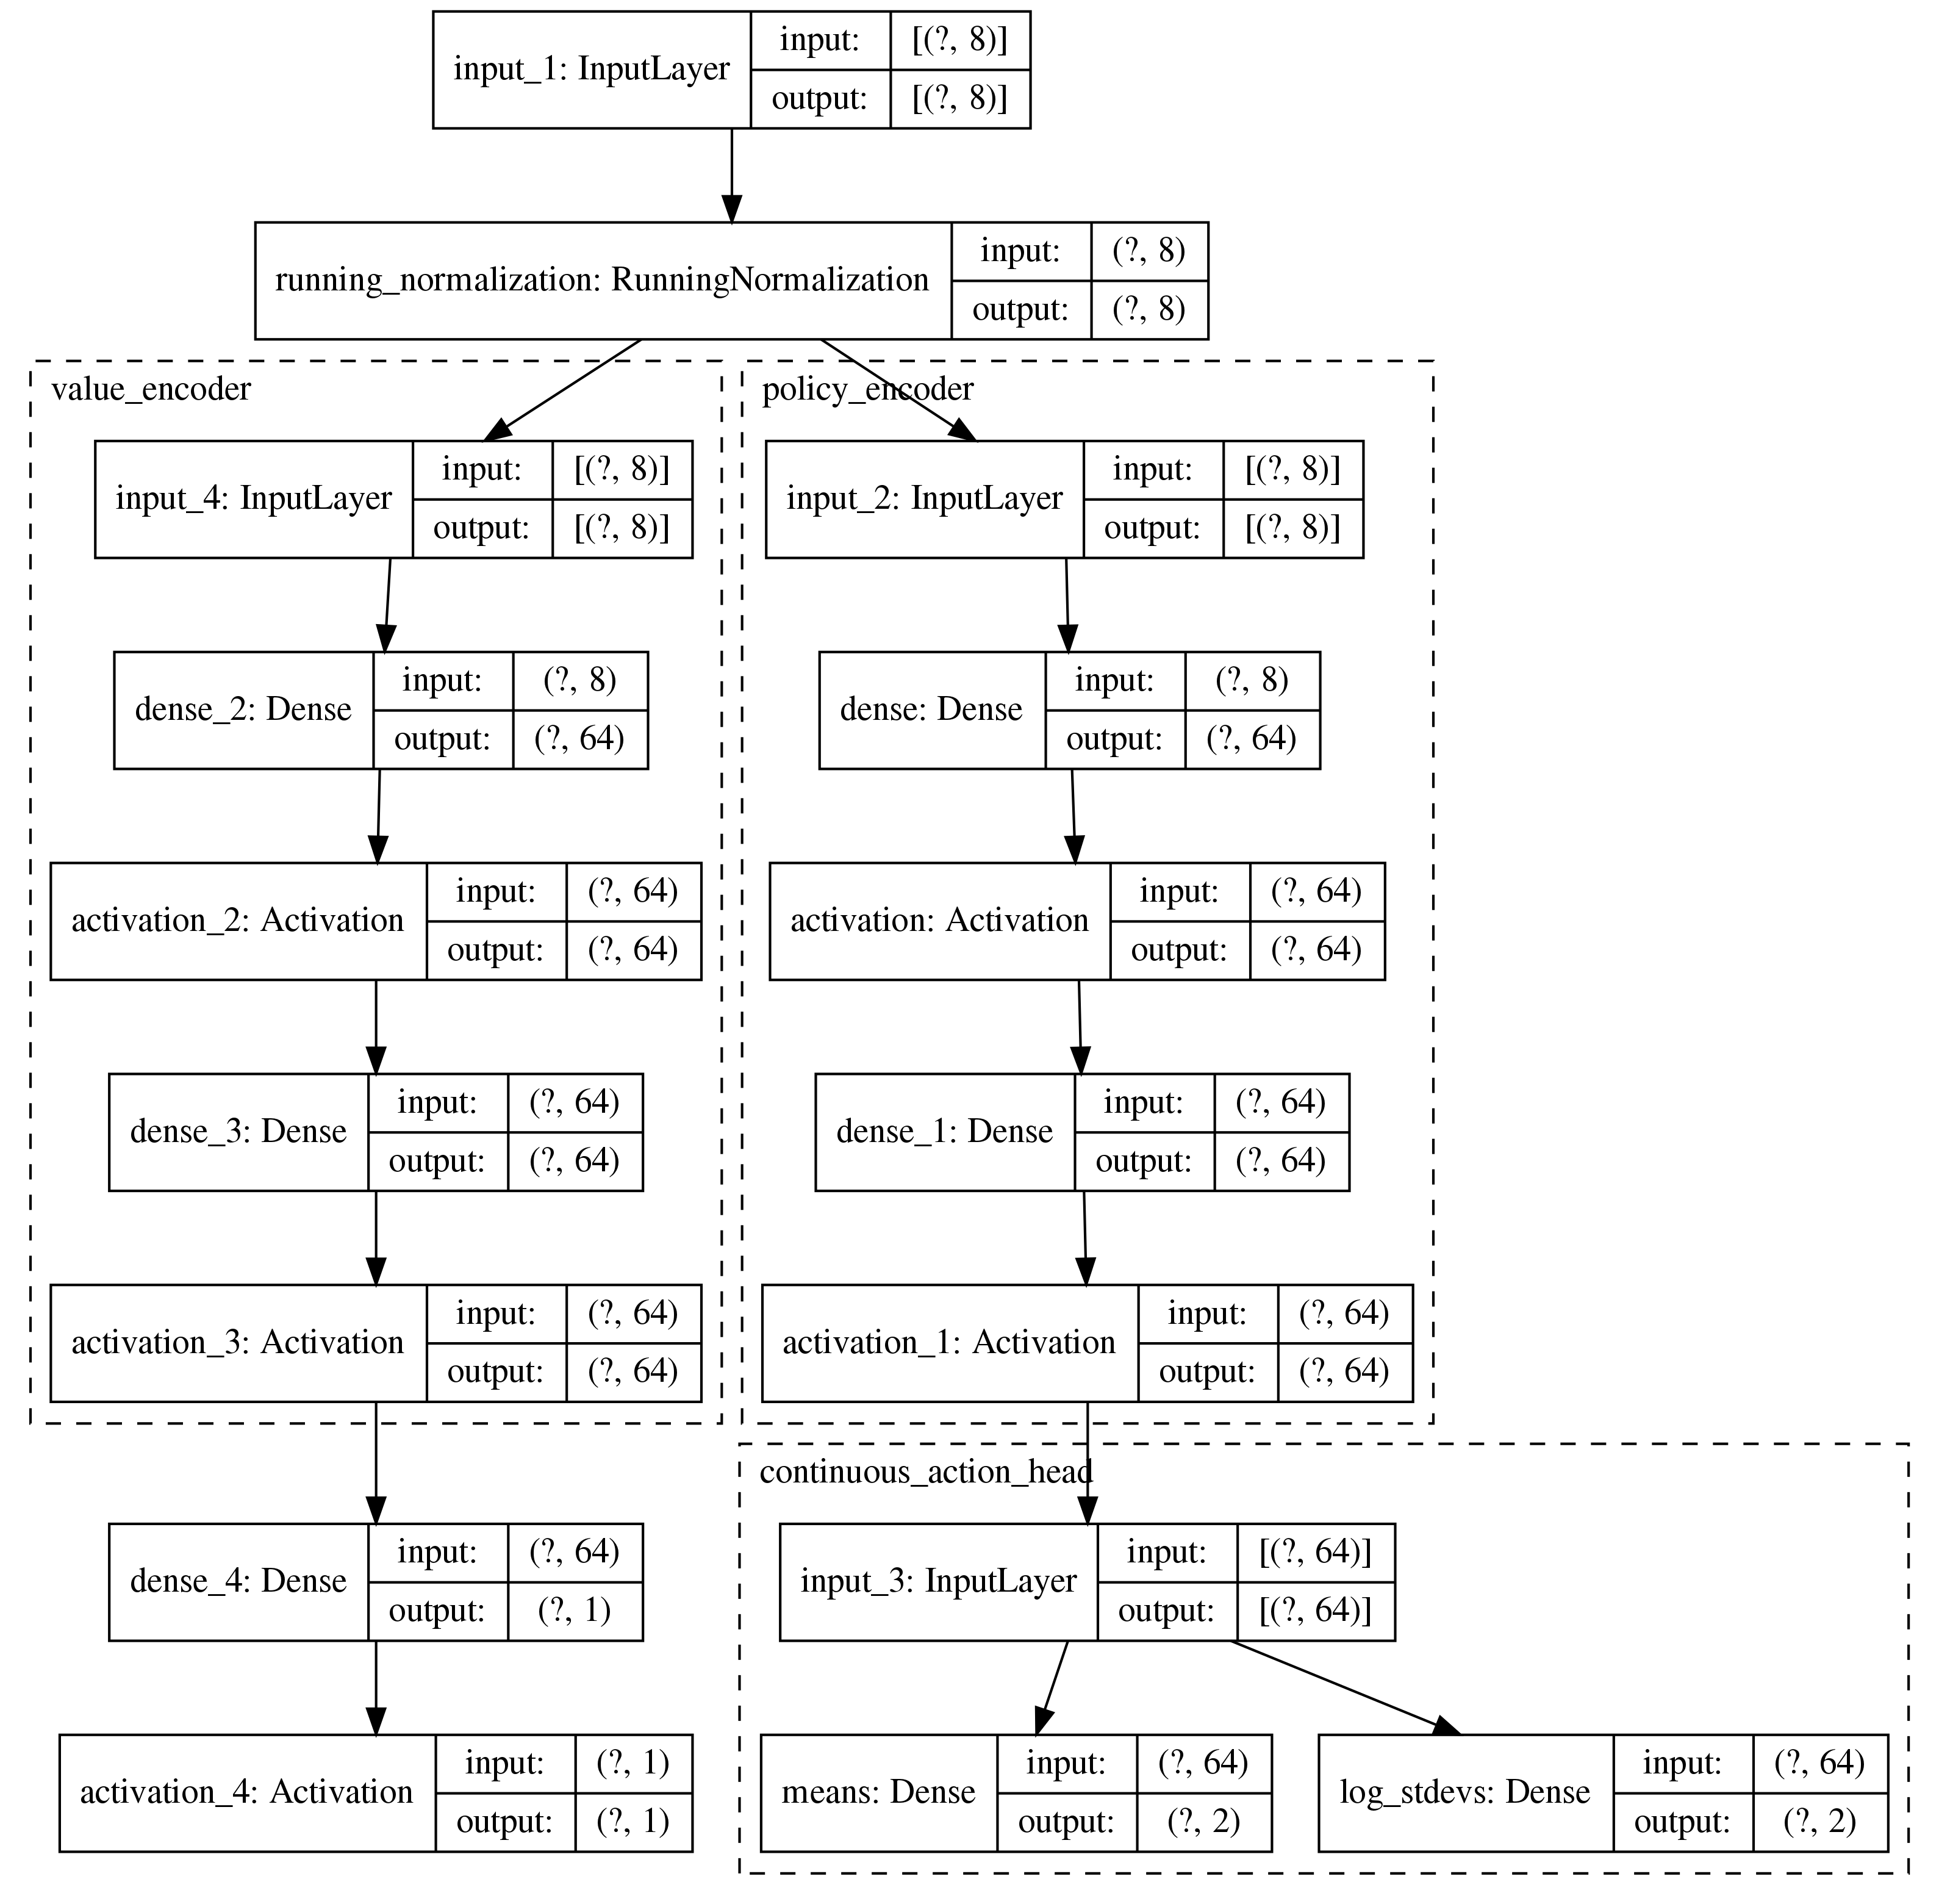 input_1: InputLayer
input: [(?, 8)]
output: [(?, 8)]
running_normalization: RunningNormalization
input: (?, 8)
output: (?, 8)
value_encoder
input_4: InputLayer
input: [(?, 8)]
output: [(?, 8)]
dense_2: Dense
input: (?, 8)
output: (?, 64)
activation_2: Activation
input: (?, 64)
output: (?, 64)
dense_3: Dense
input: (?, 64)
output: (?, 64)
activation_3: Activation
input: (?, 64)
output: (?, 64)
dense_4: Dense
input: (?, 64)
output: (?, 1)
activation_4: Activation
input: (?, 1)
output: (?, 1)
policy_encoder
input_2: InputLayer
input: [(?, 8)]
output: [(?, 8)]
dense: Dense
input: (?, 8)
output: (?, 64)
activation: Activation
input: (?, 64)
output: (?, 64)
dense_1: Dense
input: (?, 64)
output: (?, 64)
activation_1: Activation
input: (?, 64)
output: (?, 64)
continuous_action_head
input_3: InputLayer
input: [(?, 64)]
output: [(?, 64)]
means: Dense
input: (?, 64)
output: (?, 2)
log_stdevs: Dense
input: (?, 64)
output: (?, 2)